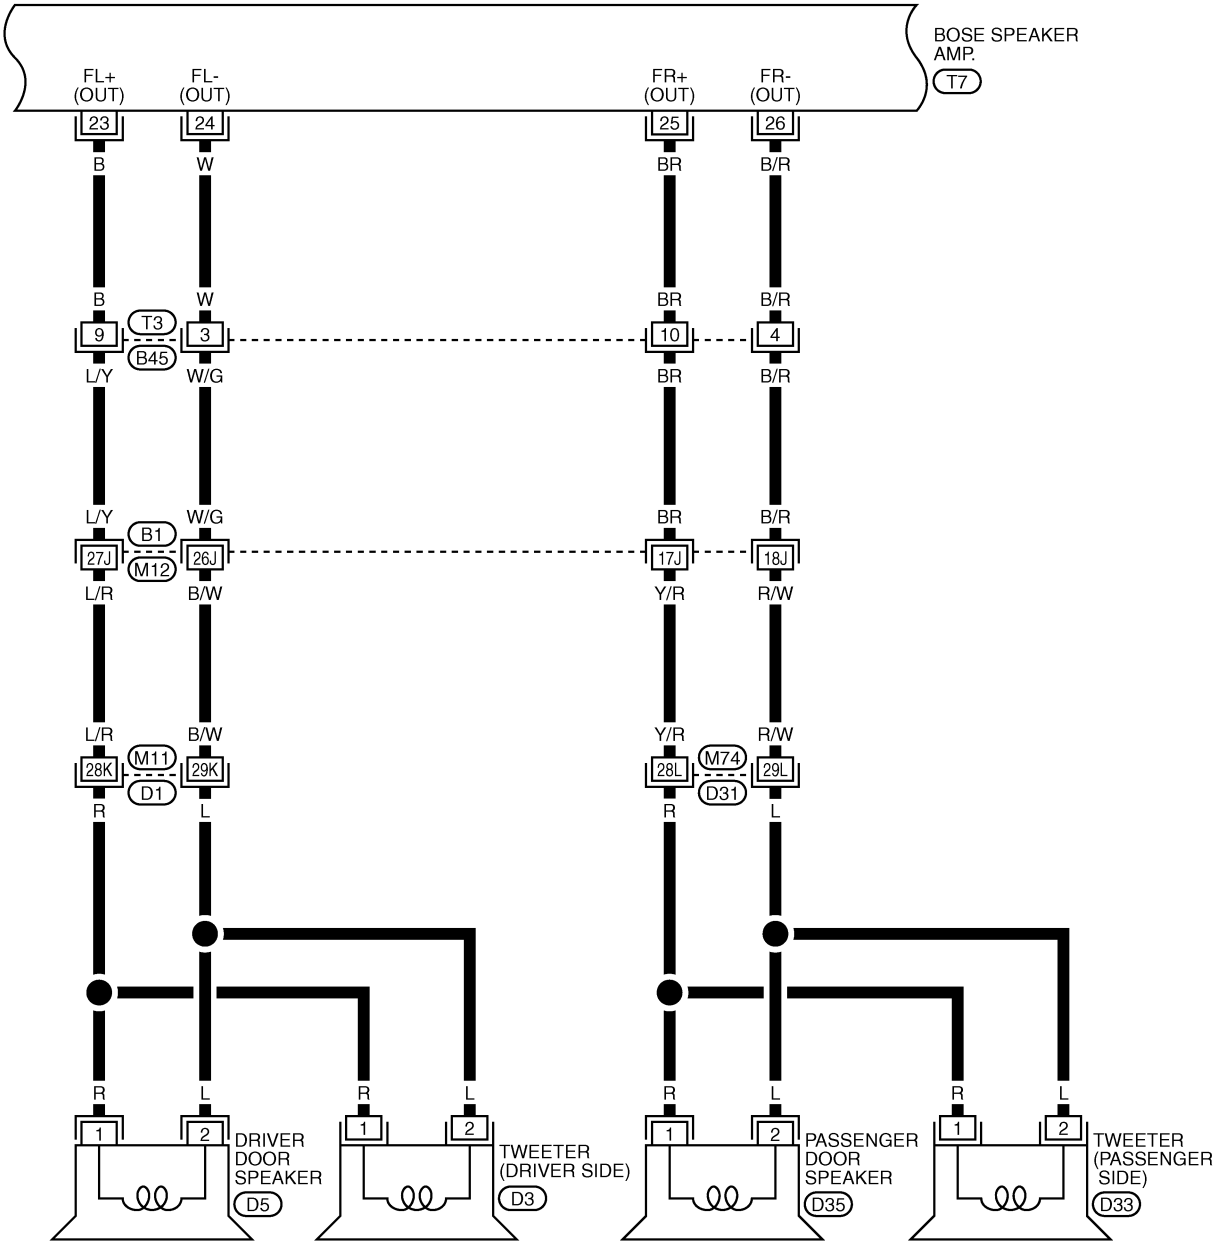 BOSE SPEAKER
AMP.
T7
FL+ FL- FR+ FR-
(OUT) (OUT) (OUT) (OUT)
23 24 25 26
B W BR B/R
B W BR B/R
T3
9 3 10 4
B45
L/Y W/G BR B/R
L/Y W/G BR B/R
B1
27J 26J 17J 18J
M12
L/R B/W Y/R R/W
L/R B/W Y/R R/W
M11 M74
28K 29K 28L 29L
D1 D31
R L R L
R L R L R L R L
1 2 1 2 1 2 1 2
DRIVER
DOOR
SPEAKER
D5
TWEETER
(DRIVER SIDE)
D3
PASSENGER
DOOR
SPEAKER
D35
TWEETER
(PASSENGER
SIDE)
D33